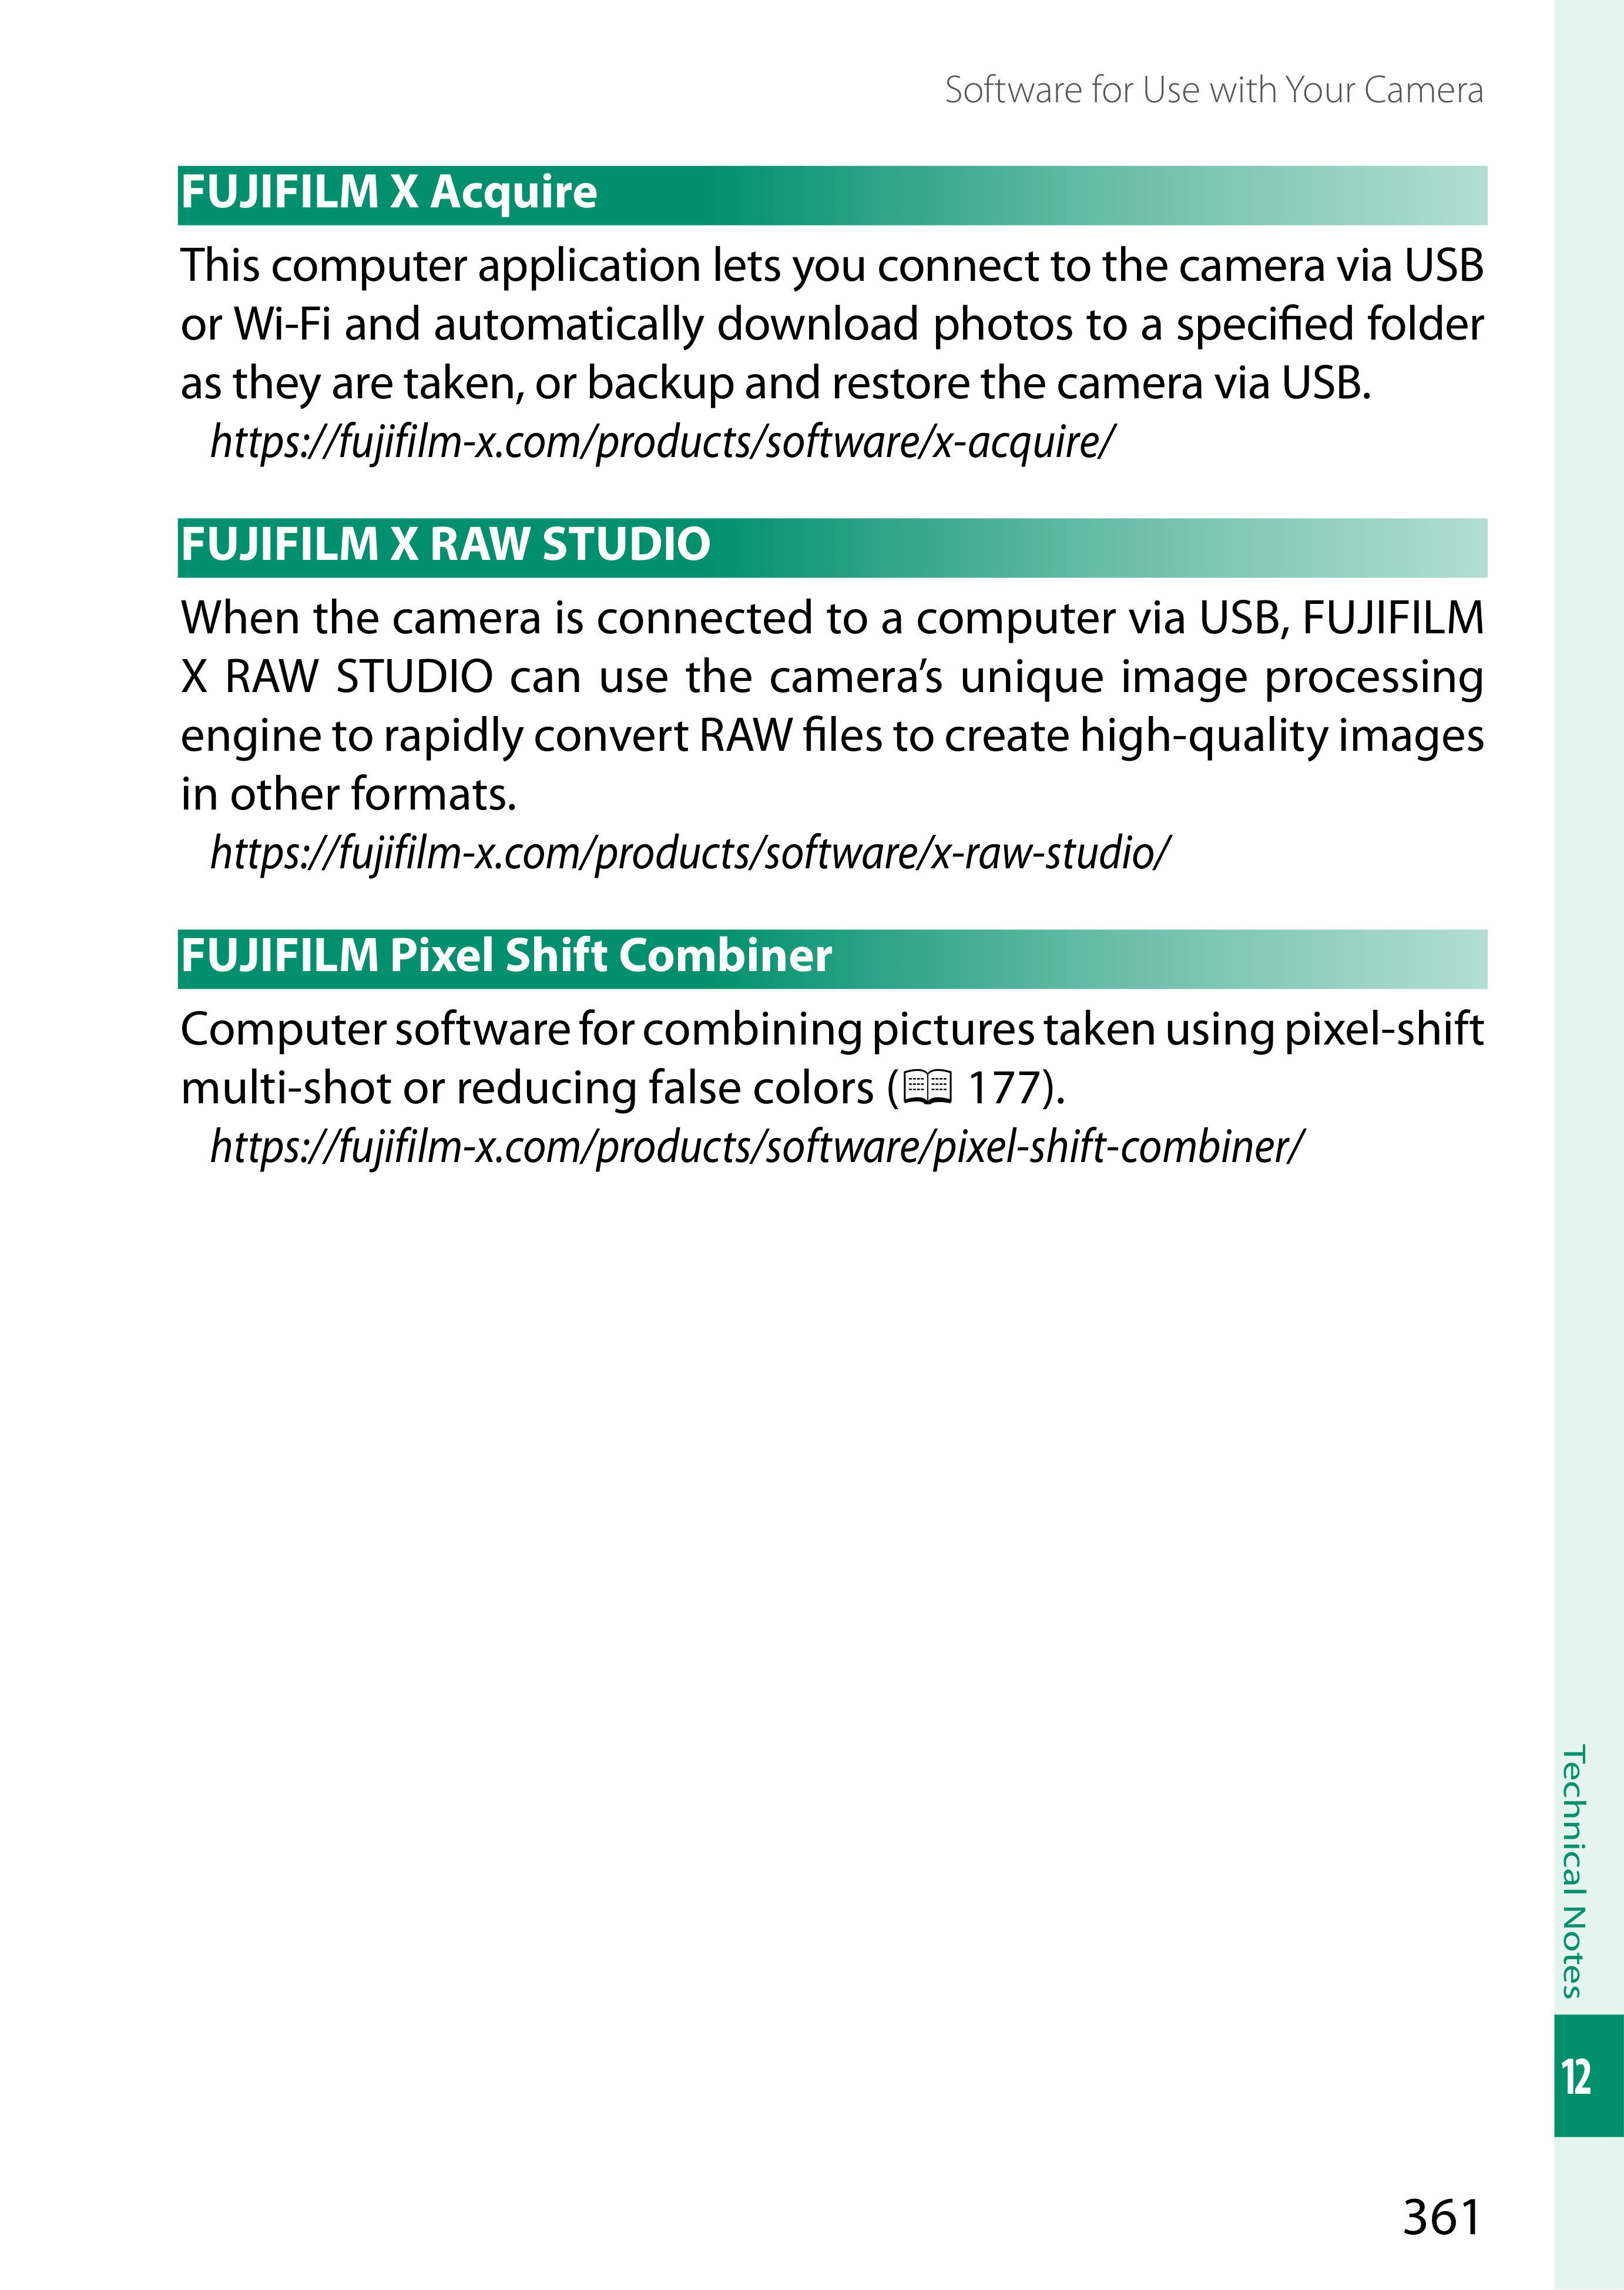 Software for Use with Your Camera
FUJIFILM X Acquire
This computer application lets you connect to the camera via USB
or Wi-Fi and automatically download photos to a specified folder
as they are taken, or backup and restore the camera via USB.
https://fujifilm-x.com/products/software/x-acquire/
FUJIFILM X RAW STUDIO
When the camera is connected to a computer via USB, FUJIFILM
X RAW STUDIO can use the camera’s unique image processing
engine to rapidly convert RAW files to create high-quality images
in other formats.
https://fujifilm-x.com/products/software/x-raw-studio/
FUJIFILM Pixel Shift Combiner
Computer software for combining pictures taken using pixel-shift
multi-shot or reducing false colors (📖 177).
https://fujifilm-x.com/products/software/pixel-shift-combiner/
Technical Notes
12
361